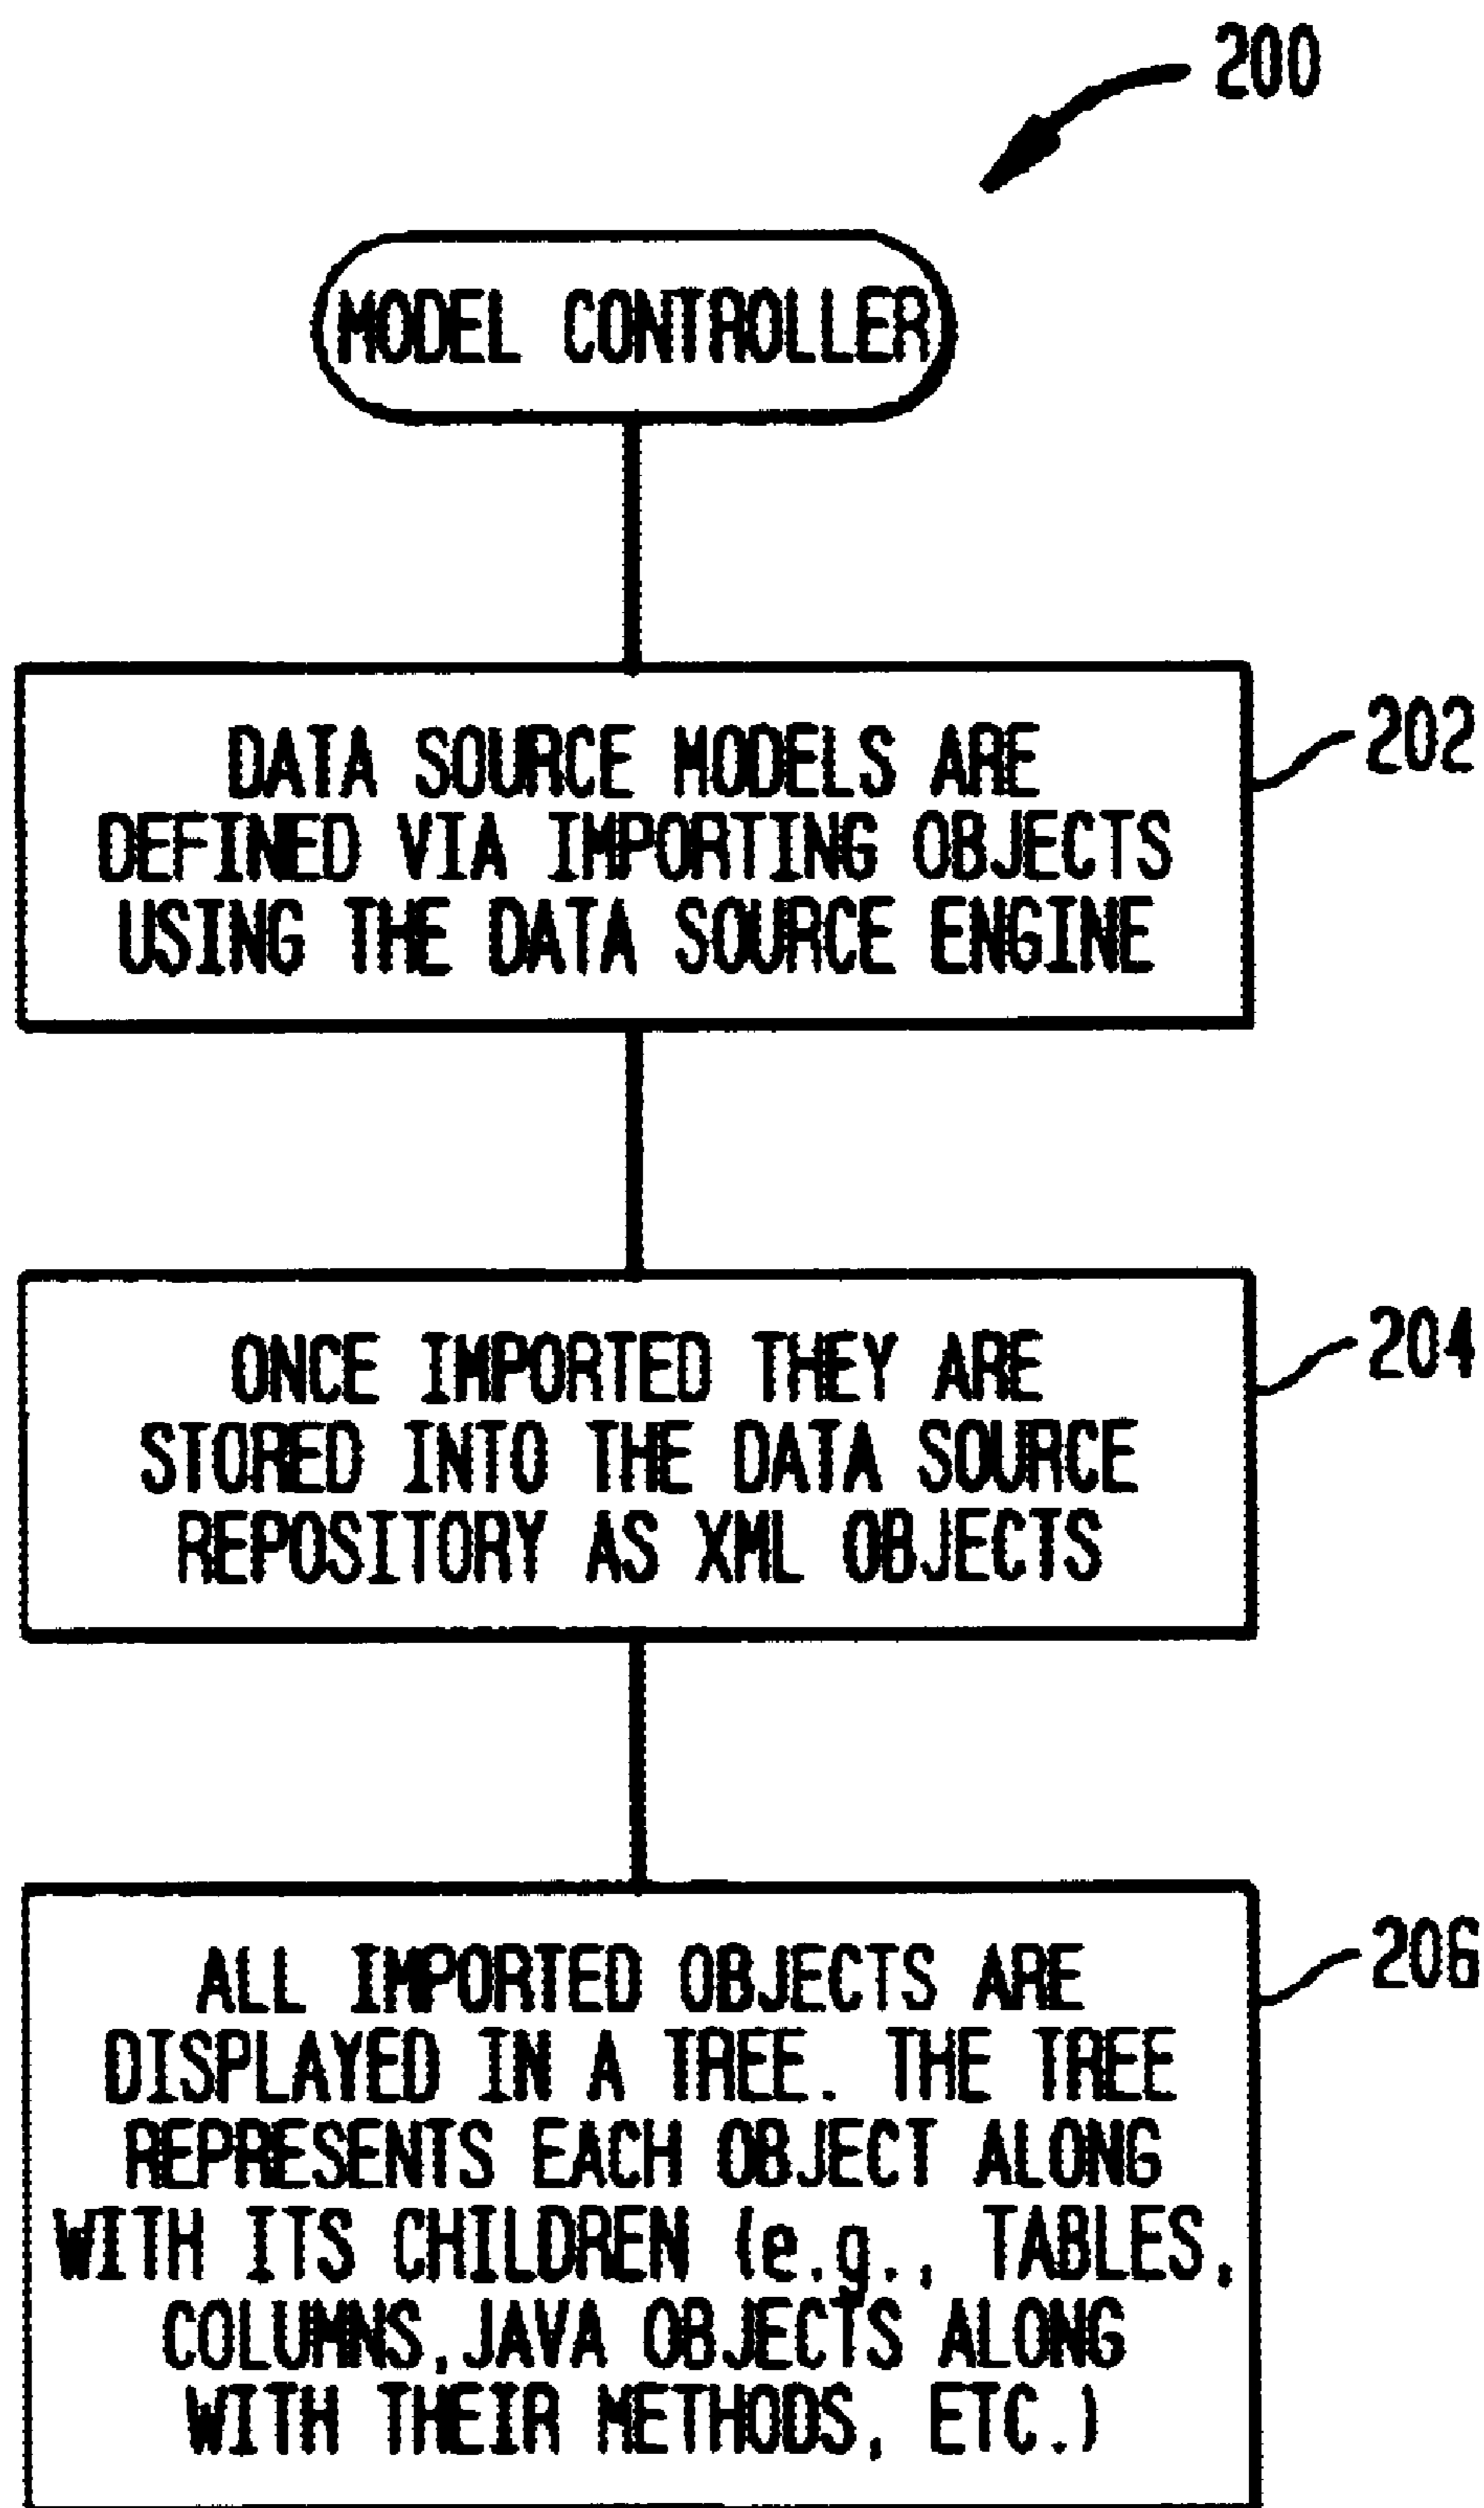 200
MODEL CONTROLLER
DATA SOURCE MODELS ARE
DEFINED VIA IMPORTING OBJECTS
USING THE DATA SOURCE ENGINE
202
ONCE IMPORTED THEY ARE
STORED INTO THE DATA SOURCE
REPOSITORY AS XML OBJECTS
204
ALL IMPORTED OBJECTS ARE
DISPLAYED IN A TREE. THE TREE
REPRESENTS EACH OBJECT ALONG
WITH ITS CHILDREN (e.g., TABLES,
COLUMNS,JAVA OBJECTS ALONG
WITH THEIR METHODS, ETC.)
206